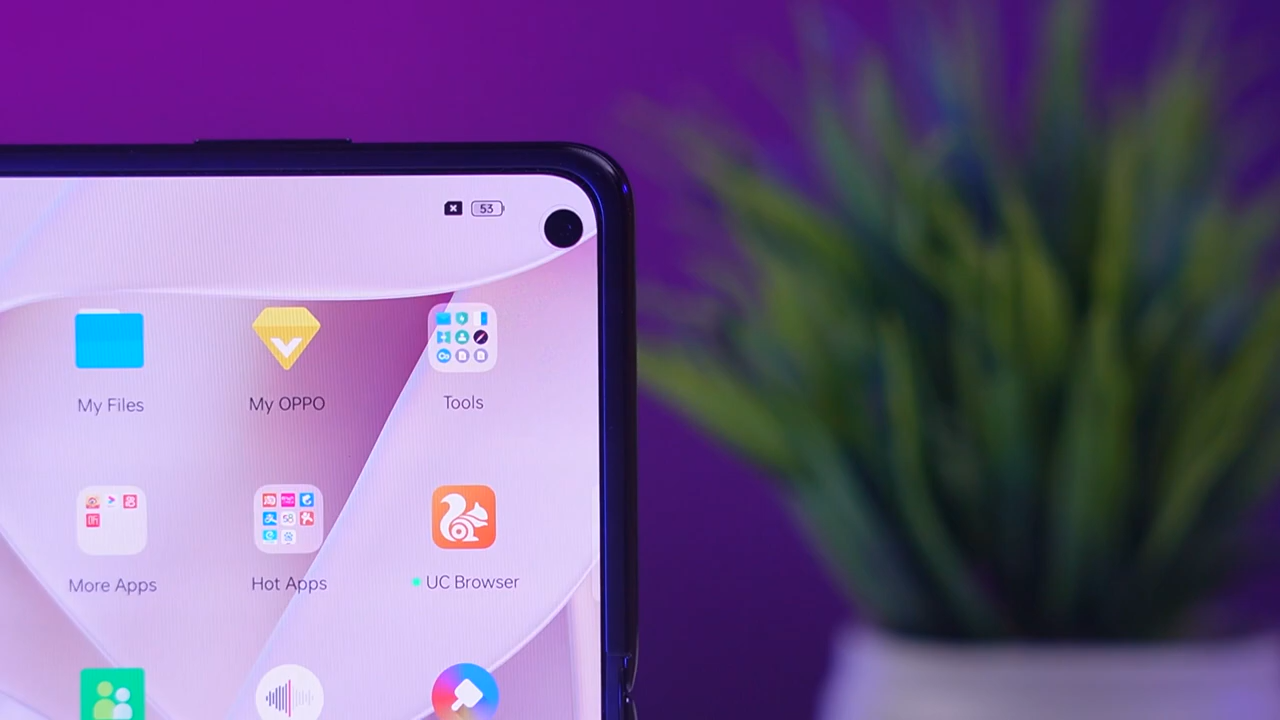 53
My Files
My OPPO
Tools
More Apps
Hot Apps
UC Browser